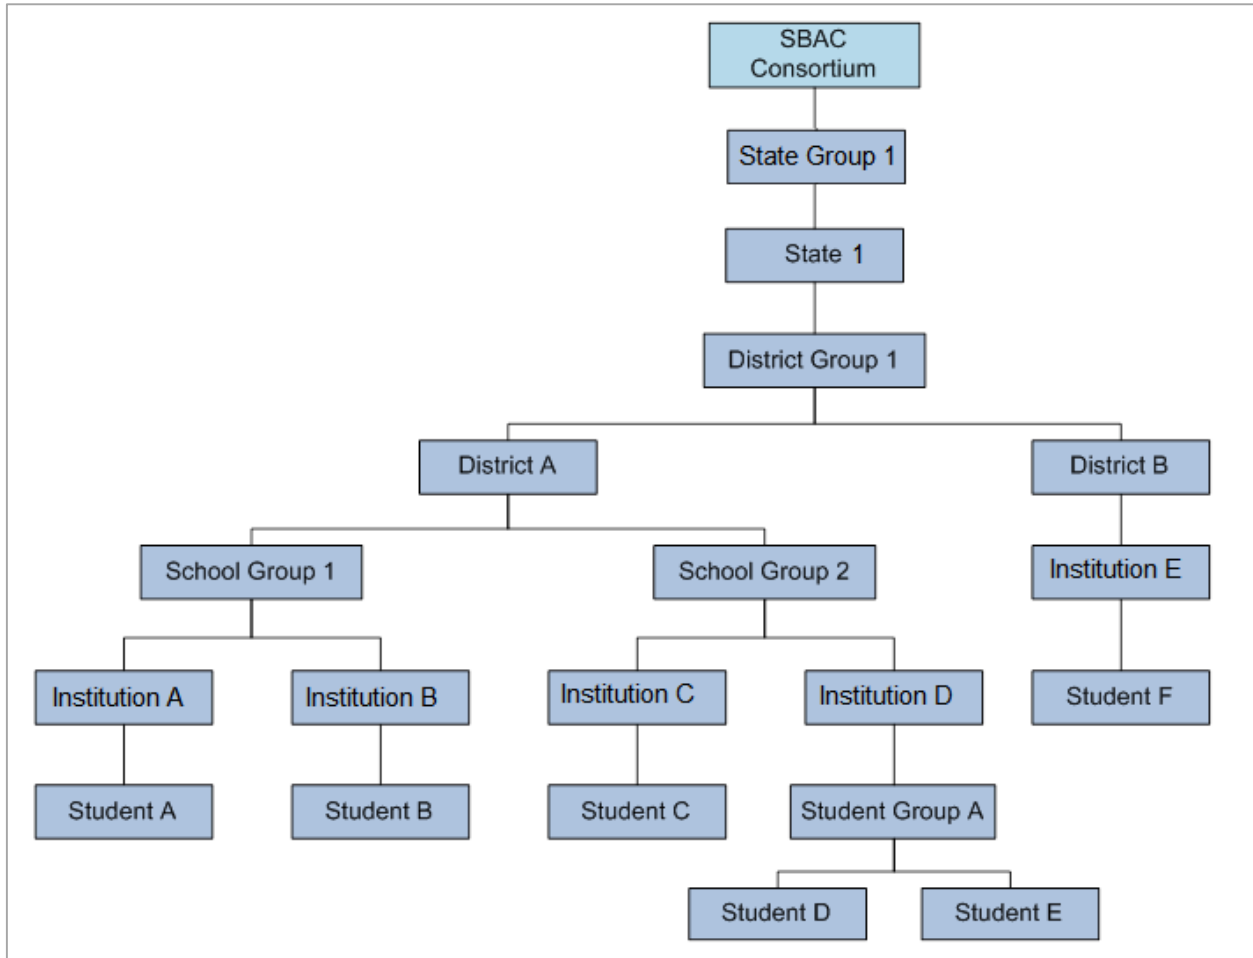 SBAC
Consortium
State Group 1
State 1
District Group 1
District A
District B
School Group 1
School Group 2
Institution E
Institution A
Institution B
Institution C
Institution D
Student F
Student A
Student B
Student C
Student Group A
Student D
Student E